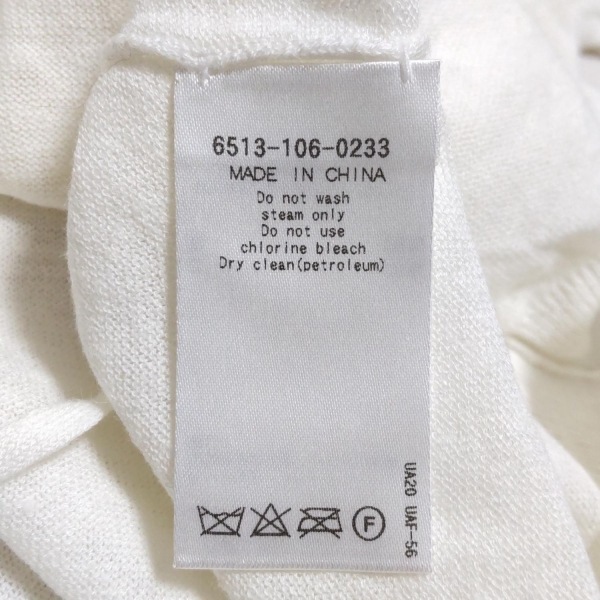 6513-106-0233
MADE IN CHINA
Do not wash
steam only
Do not use
chlorine bleach
Dry clean(petroleum)
UA20 UAF-56
F